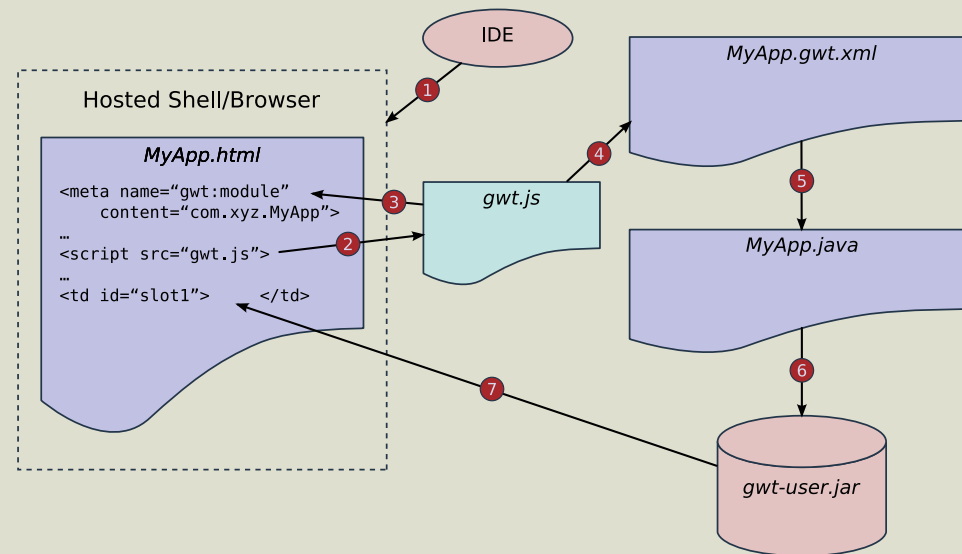 IDE
MyApp.gwt.xml
Hosted Shell/Browser
1
MyApp.html
<meta name=“gwt:module”
content=“com.xyz.MyApp”>
…
<script src=“gwt.js”>
…
<td id=“slot1”> </td>
3
2
gwt.js
4
5
MyApp.java
6
7
gwt-user.jar